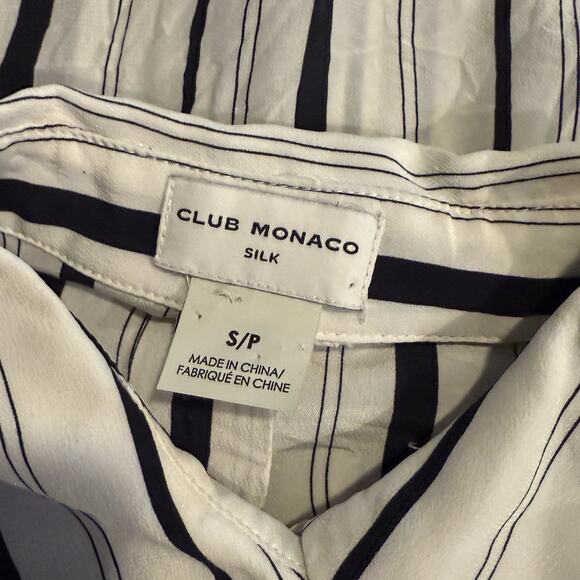 CLUB MONACO
SILK
S/P
MADE IN CHINA/
FABRIQUÉ EN CHINE